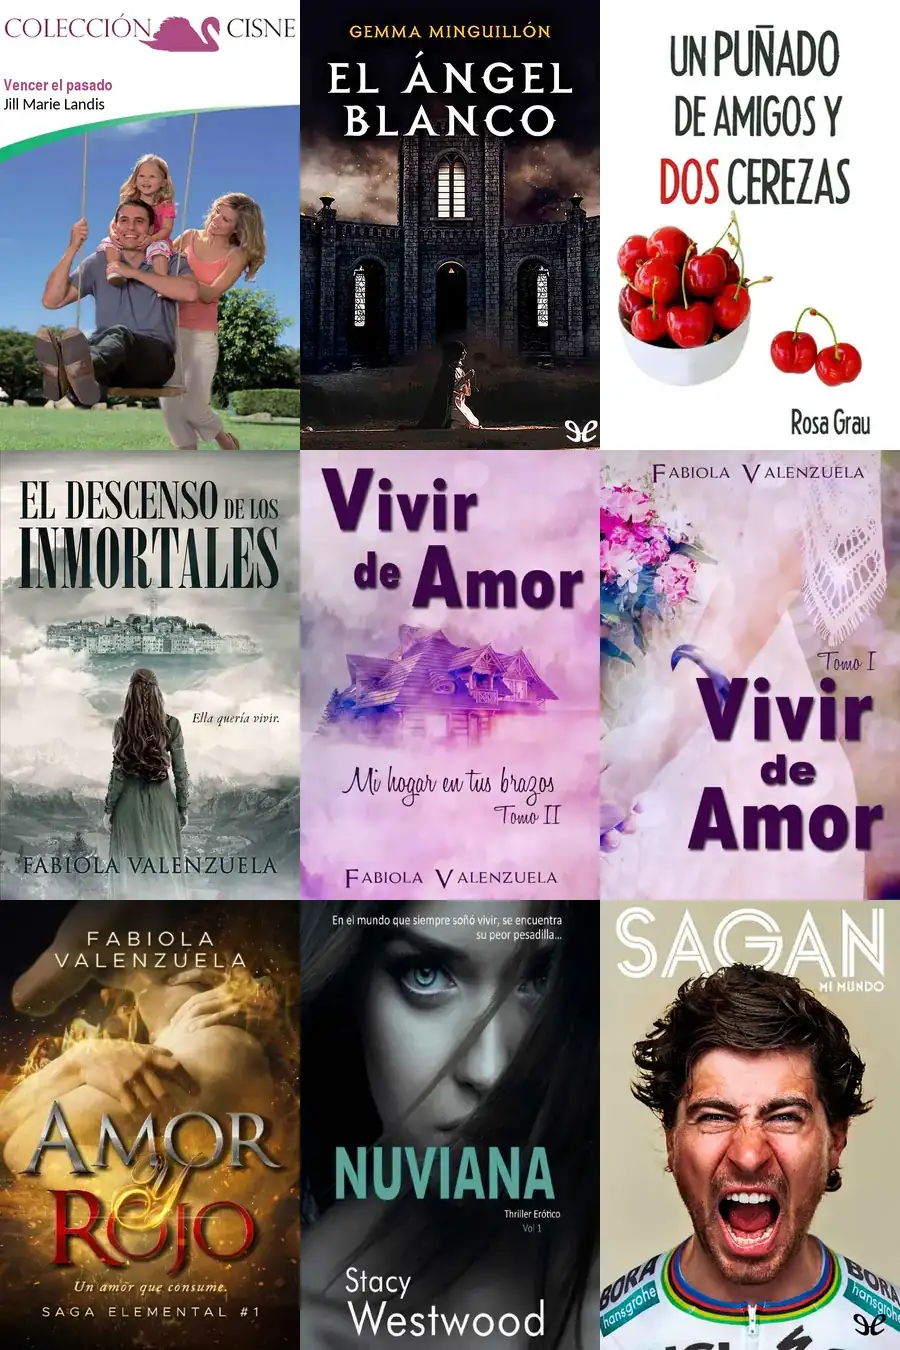 COLECCIÓN CISNE
Vencer el pasado
Jill Marie Landis
GEMMA MINGUILLÓN
EL ÁNGEL
BLANCO
UN PUÑADO
DE AMIGOS Y
DOS CEREZAS
Rosa Grau
EL DESCENSO DE LOS
INMORTALES
Ella quería vivir.
FABIOLA VALENZUELA
Vivir
de Amor
Mi hogar en tus brazos
Tomo II
FABIOLA VALENZUELA
FABIOLA VALENZUELA
Tomo I
Vivir
de
Amor
FABIOLA
VALENZUELA
AMOR
Y
ROJO
Un amor que consume.
SAGA ELEMENTAL #1
En el mundo que siempre soñó vivir, se encuentra
su peor pesadilla...
NUVIANA
Thriller Erótico
Vol 1
Stacy
Westwood
SAGAN
MI MUNDO
BORA
hansgrohe
BORA
hansgrohe